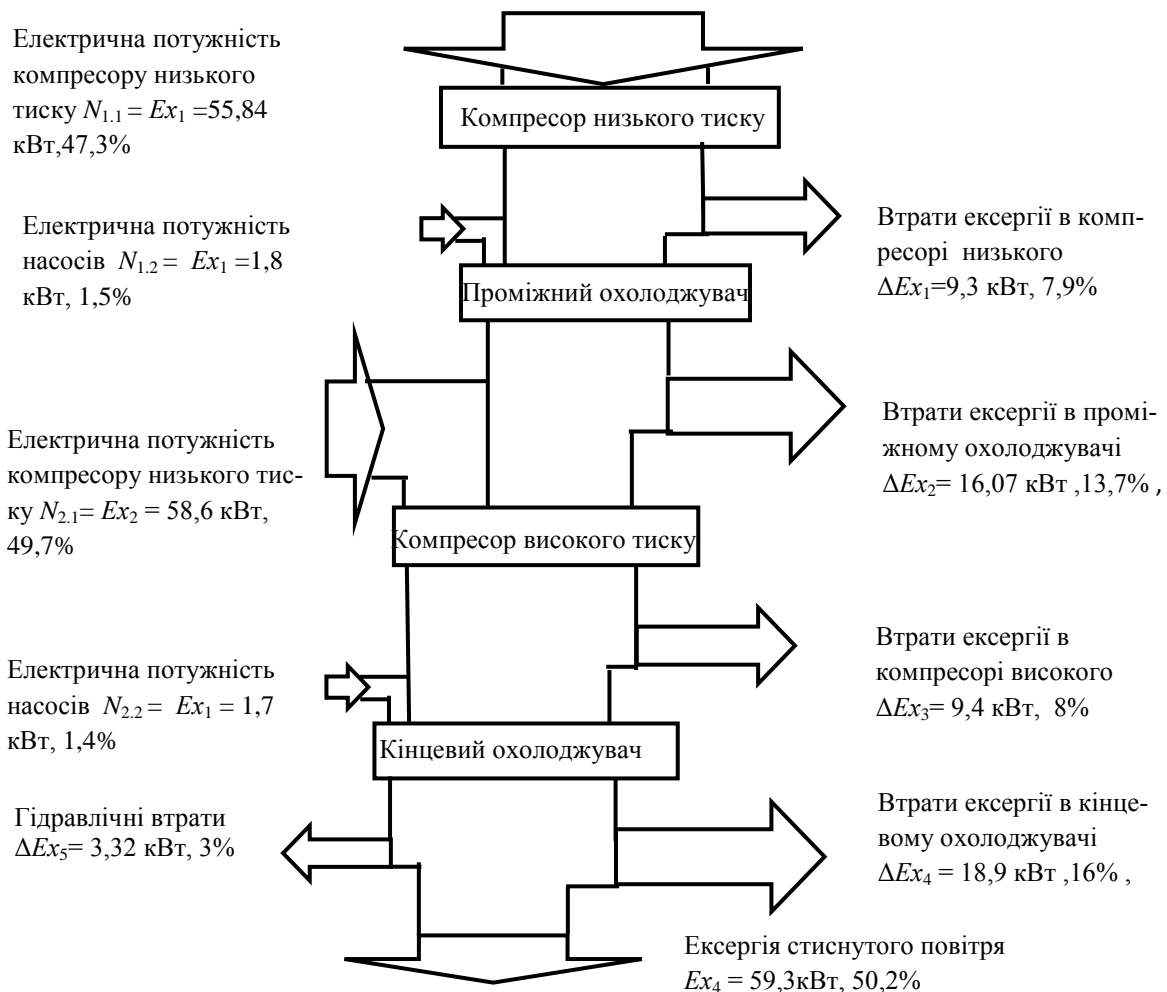 Електрична потужність
компресору низького
тиску N1.1 = Ex1 =55,84
кВт,47,3%
Компресор низького тиску
Електрична потужність
насосів N1.2 = Ex1 =1,8
кВт, 1,5%
Втрати ексергії в комп-
ресорі низького
ΔEx1=9,3 кВт, 7,9%
Проміжний охолоджувач
Електрична потужність
компресору низького тис-
ку N2.1= Ex2 = 58,6 кВт,
49,7%
Втрати ексергії в промі-
жному охолоджувачі
ΔEx2= 16,07 кВт ,13,7% ,
Компресор високого тиску
Електрична потужність
насосів N2.2 = Ex1 = 1,7
кВт, 1,4%
Втрати ексергії в
компресорі високого
ΔEx3= 9,4 кВт, 8%
Кінцевий охолоджувач
Гідравлічні втрати
ΔEx5= 3,32 кВт, 3%
Втрати ексергії в кінце-
вому охолоджувачі
ΔEx4 = 18,9 кВт ,16% ,
Ексергія стиснутого повітря
Ex4 = 59,3кВт, 50,2%